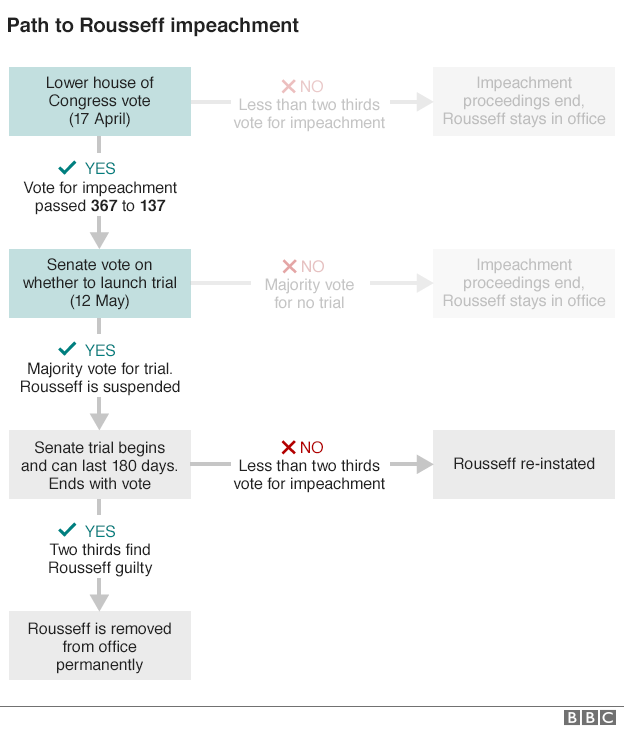 Path to Rousseff impeachment
Lower house of
Congress vote
(17 April)
NO
Less than two thirds
vote for impeachment
Impeachment
proceedings end,
Rousseff stays in office
YES
Vote for impeachment
passed 367 to 137
Senate vote on
whether to launch trial
(12 May)
NO
Majority vote
for no trial
Impeachment
proceedings end,
Rousseff stays in office
YES
Majority vote for trial.
Rousseff is suspended
Senate trial begins
and can last 180 days.
Ends with vote
NO
Less than two thirds
vote for impeachment
Rousseff re-instated
YES
Two thirds find
Rousseff guilty
Rousseff is removed
from office
permanently
BBC